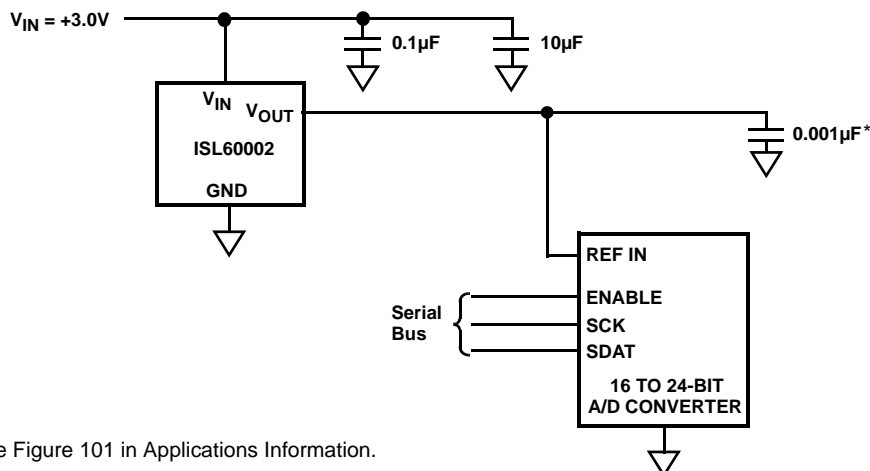 VIN = +3.0V
0.1µF
10µF
VIN
VOUT
ISL60002
GND
0.001µF*
REF IN
ENABLE
SCK
SDAT
Serial
Bus
16 TO 24-BIT
A/D CONVERTER
Figure 101 in Applications Information.